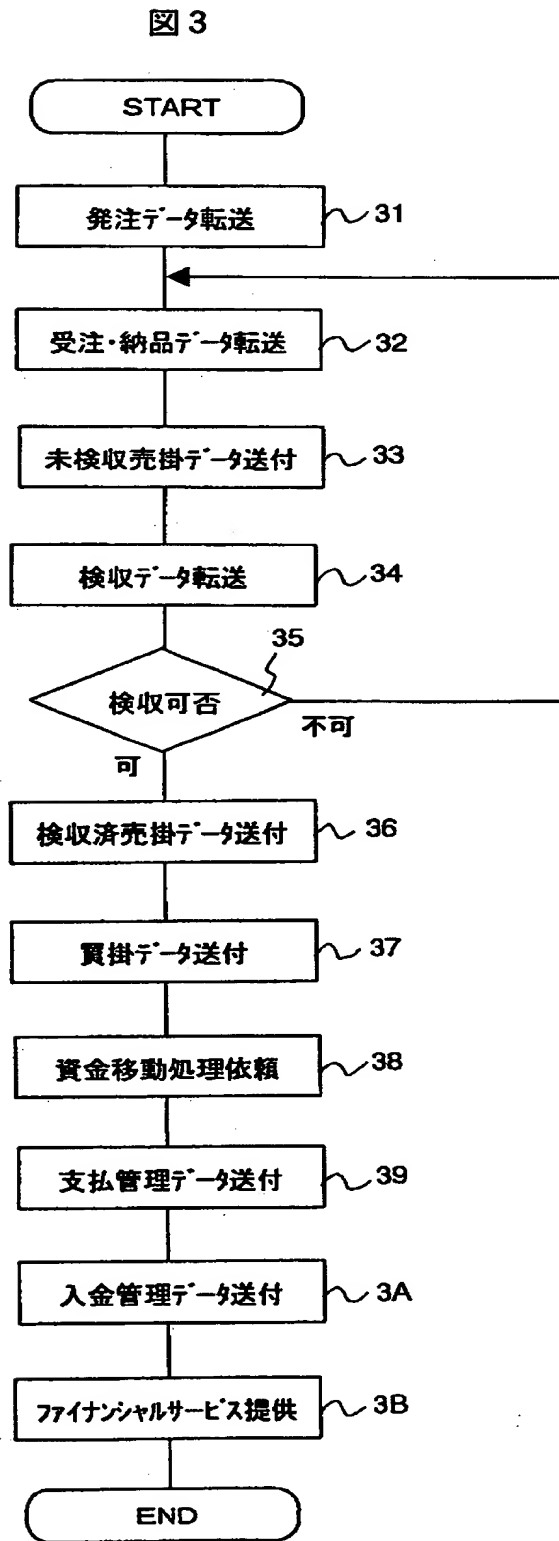 図3
START
発注データ転送
31
受注・納品データ転送
32
未検収売掛データ送付
33
検収データ転送
34
35
検収可否
不可
可
検収済売掛データ送付
36
買掛データ送付
37
資金移動処理依頼
38
支払管理データ送付
39
入金管理データ送付
3A
ファイナンシャルサービス提供
3B
END